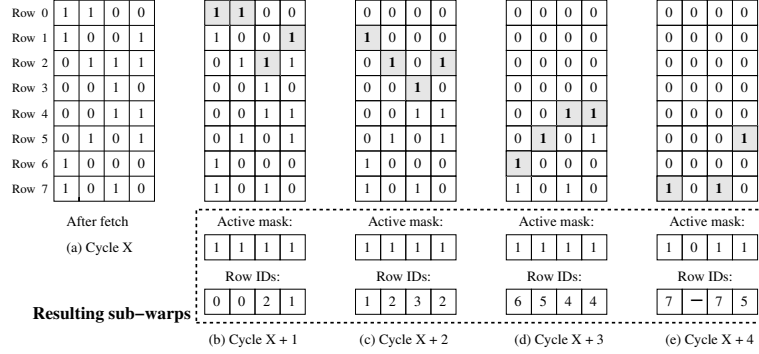 Row 0 1 1 0 0 1 1 0 0 0 0 0 0 0 0 0 0 0 0 0 0
Row 1 1 0 0 1 1 0 0 1 1 0 0 0 0 0 0 0 0 0 0 0
Row 2 0 1 1 1 0 1 1 1 0 1 0 1 0 0 0 0 0 0 0 0
Row 3 0 0 1 0 0 0 1 0 0 0 1 0 0 0 0 0 0 0 0 0
Row 4 0 0 1 1 0 0 1 1 0 0 1 1 0 0 1 1 0 0 0 0
Row 5 0 1 0 1 0 1 0 1 0 1 0 1 0 1 0 1 0 0 0 1
Row 6 1 0 0 0 1 0 0 0 1 0 0 0 1 0 0 0 0 0 0 0
Row 7 1 0 1 0 1 0 1 0 1 0 1 0 1 0 1 0 1 0 1 0
After fetch Active mask: Active mask: Active mask: Active mask:
(a) Cycle X 1 1 1 1 1 1 1 1 1 1 1 1 1 0 1 1
Row IDs: Row IDs: Row IDs: Row IDs:
Resulting sub-warps 0 0 2 1 1 2 3 2 6 5 4 4 7 — 7 5
(b) Cycle X + 1 (c) Cycle X + 2 (d) Cycle X + 3 (e) Cycle X + 4